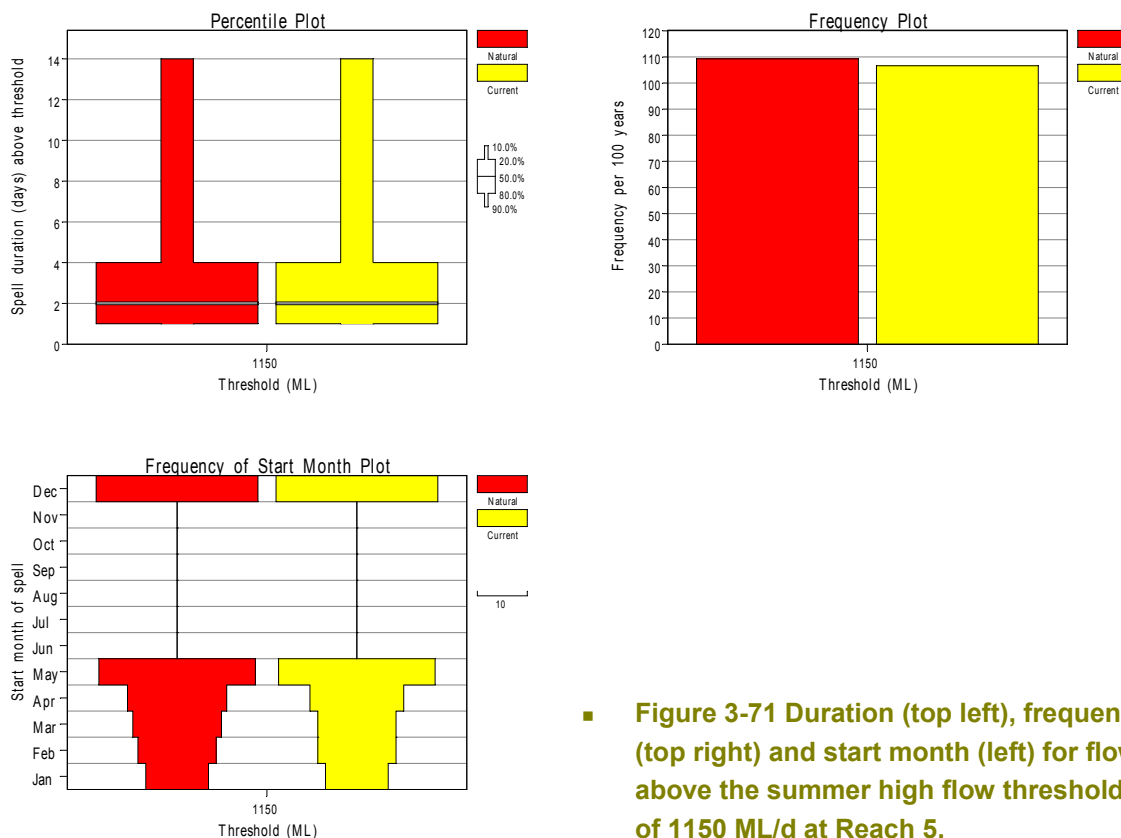 Percentile Plot
Spell duration (days) above threshold
14
12
10
8
6
4
2
0
1150
Threshold (ML)
Natural
Current
10.0%
20.0%
50.0%
80.0%
90.0%
Frequency Plot
Frequency per 100 years
120
110
100
90
80
70
60
50
40
30
20
10
0
1150
Threshold (ML)
Natural
Current
Frequency of Start Month Plot
Start month of spell
Dec
Nov
Oct
Sep
Aug
Jul
Jun
May
Apr
Mar
Feb
Jan
1150
Threshold (ML)
Natural
Current
10
▪ Figure 3-71 Duration (top left), frequen
(top right) and start month (left) for flow
above the summer high flow threshold
of 1150 ML/d at Reach 5.